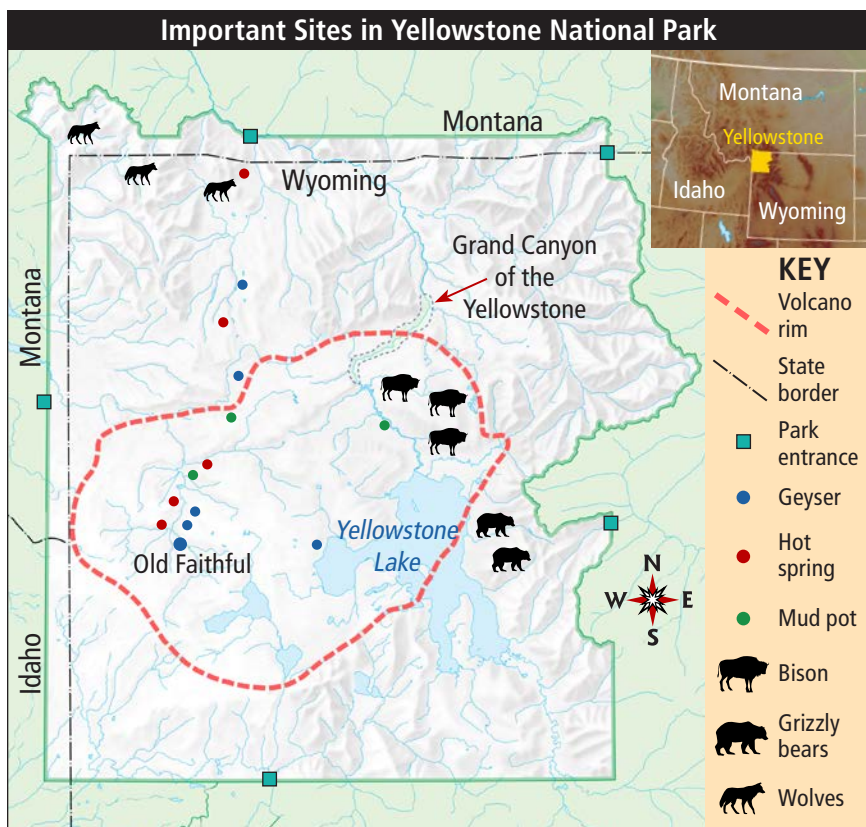 Important Sites in Yellowstone National Park
Montana
Wyoming
Grand Canyon
of the
Yellowstone
Montana
Old Faithful
Yellowstone
Lake
Idaho
N
W E
S
Montana
Yellowstone
Idaho
Wyoming
KEY
Volcano
rim
State
border
Park
entrance
Geyser
Hot
spring
Mud pot
Bison
Grizzly
bears
Wolves